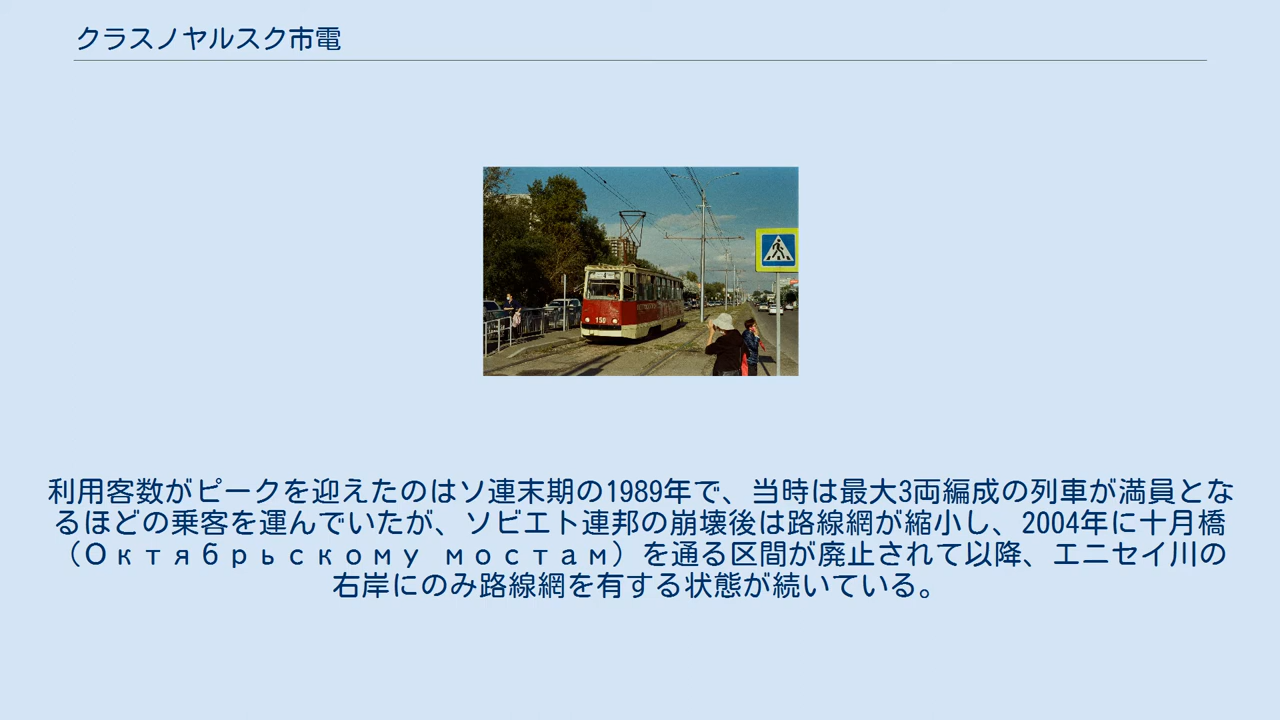 クラスノヤルスク市電
150
利用客数がピークを迎えたのはソ連末期の1989年で、当時は最大3両編成の列車が満員とな
るほどの乗客を運んでいたが、ソビエト連邦の崩壊後は路線網が縮小し、2004年に十月橋
（Октябрьскому мостам）を通る区間が廃止されて以降、エニセイ川の
右岸にのみ路線網を有する状態が続いている。